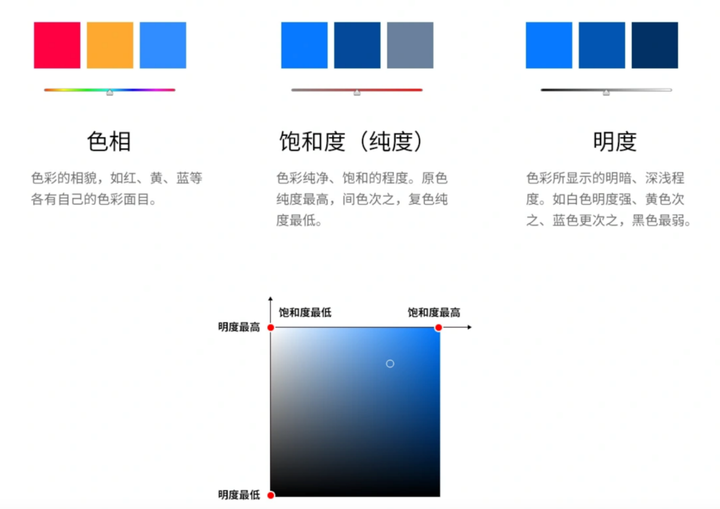 色相
色彩的相貌，如红、黄、蓝等
各有自己的色彩面目。
饱和度（纯度）
色彩纯净、饱和的程度。原色
纯度最高，间色次之，复色纯
度最低。
明度
色彩所显示的明暗、深浅程
度。如白色明度强、黄色次
之、蓝色更次之，黑色最弱。
饱和度最低
饱和度最高
明度最高
明度最低